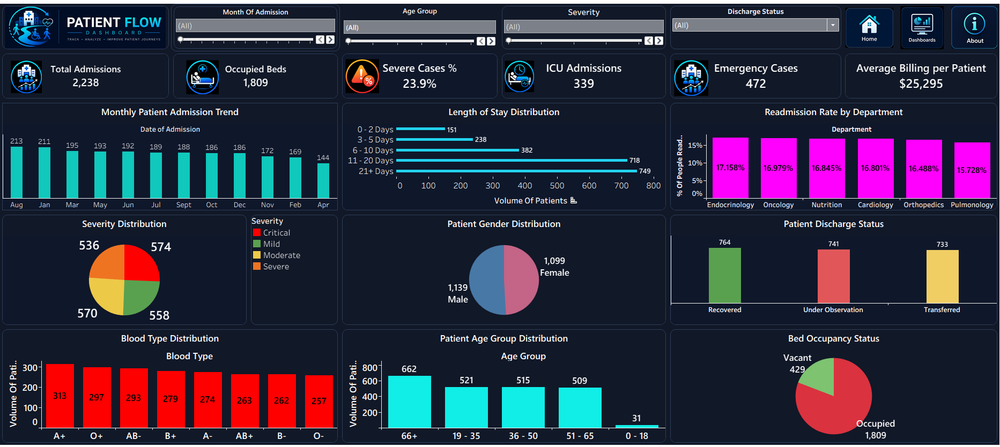 PATIENT FLOW
DASHBOARD
TRACK • ANALYZE • IMPROVE PATIENT JOURNEYS
Month Of Admission
(All)
Age Group
(All)
Severity
(All)
Discharge Status
(All)
Home
Dashboards
About
Total Admissions
2,238
Occupied Beds
1,809
%
Severe Cases %
23.9%
ICU Admissions
339
Emergency Cases
472
Average Billing per Patient
$25,295
Monthly Patient Admission Trend
Date of Admission
213 211 195 193 192 189 188 186 186 172 169 144
Aug Jan Mar May Jun Jul Sept Oct Dec Nov Feb Apr
Length of Stay Distribution
0 - 2 Days 151
3 - 5 Days 238
6 - 10 Days 382
11 - 20 Days 718
21+ Days 749
0 100 200 300 400 500 600 700 800
Volume Of Patients
Readmission Rate by Department
Department
% Of People Read..
15%
10%
5%
0%
17.158% 16.979% 16.845% 16.801% 16.488% 15.728%
Endocrinology Oncology Nutrition Cardiology Orthopedics Pulmonology
Severity Distribution
536 574
570 558
Severity
Critical
Mild
Moderate
Severe
Patient Gender Distribution
1,099
Female
1,139
Male
Patient Discharge Status
764 741 733
Recovered Under Observation Transferred
Blood Type Distribution
Blood Type
Volume Of Pati..
300
200
100
0
313 297 293 279 274 263 262 257
A+ O+ AB- B+ A- AB+ B- O-
Patient Age Group Distribution
Age Group
Volume Of Pati..
800
600
400
200
662 521 515 509 31
66+ 19 - 35 36 - 50 51 - 65 0 - 18
Bed Occupancy Status
Vacant
429
Occupied
1,809